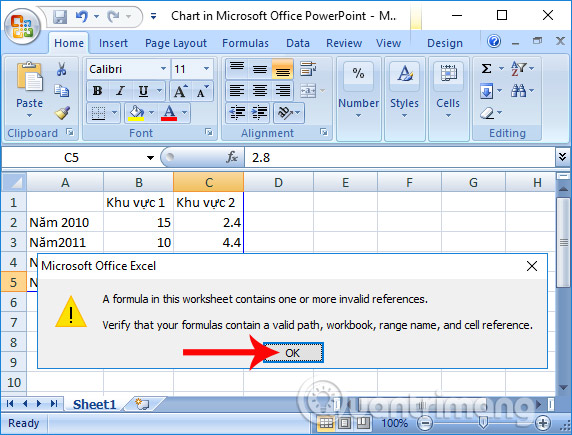 Chart in Microsoft Office PowerPoint - M..
Home Insert Page Layout Formulas Data Review View Design
Paste
Calibri 11
B I U A A
A
%
Number
A
Styles
Cells
Σ
Clipboard Font Alignment Editing
C5 fx 2.8
A B C D E F G H
1 Khu vực 1 Khu vực 2
2 Năm 2010 15 2.4
3 Năm2011 10 4.4
4 N
5 N
Microsoft Office Excel
A formula in this worksheet contains one or more invalid references.
Verify that your formulas contain a valid path, workbook, range name, and cell reference.
OK
6
7
8
9
10
Sheet1
Ready 100%
Quantrimang